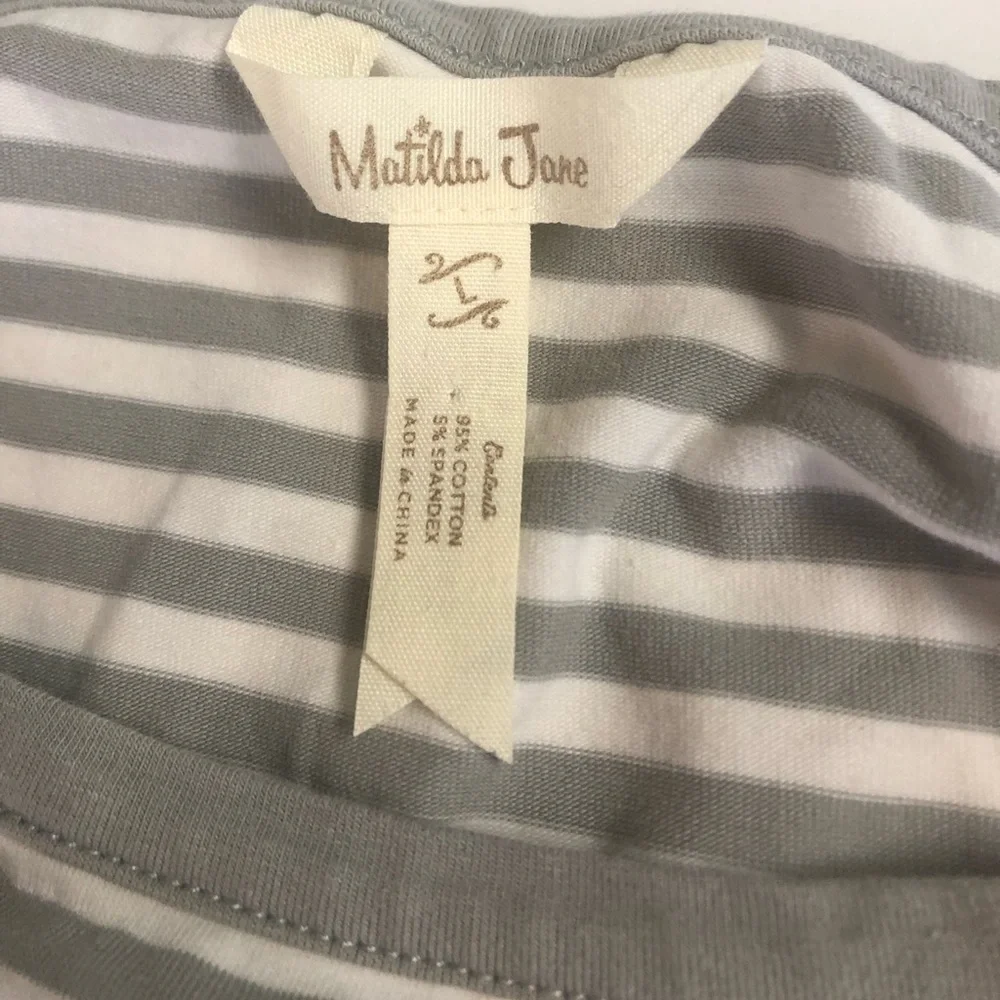 Matilda Jane
L
Contents
95% COTTON
5% SPANDEX
MADE in CHINA